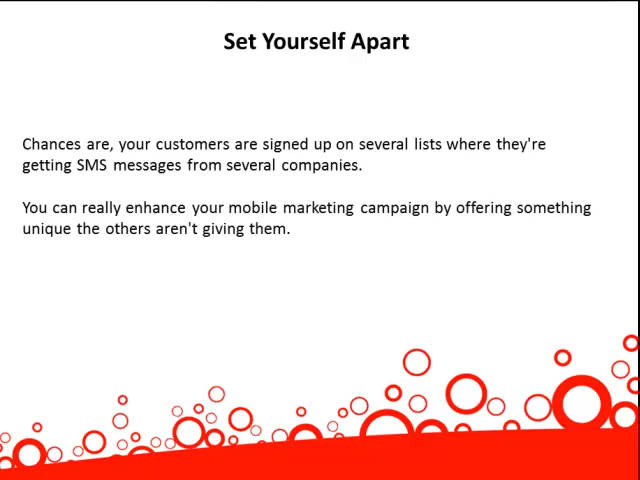 Set Yourself Apart
Chances are, your customers are signed up on several lists where they're
getting SMS messages from several companies.
You can really enhance your mobile marketing campaign by offering something
unique the others aren't giving them.